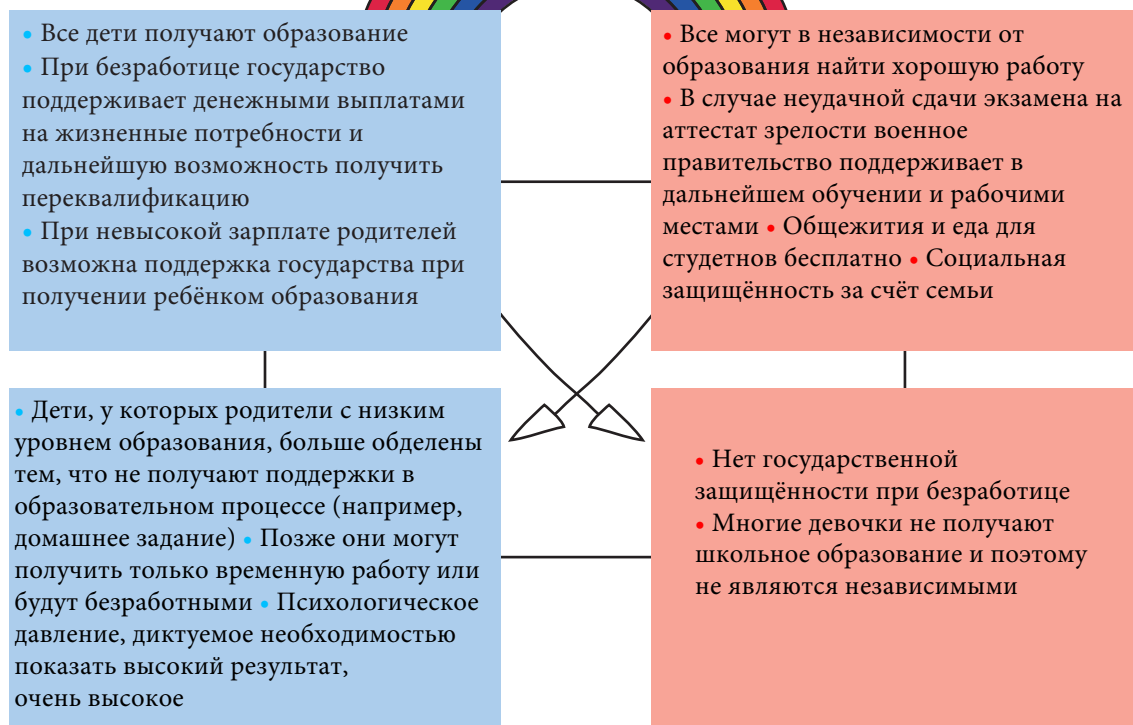 • Все дети получают образование
• При безработице государство
поддерживает денежными выплатами
на жизненные потребности и
дальнейшую возможность получить
переквалификацию
• При невысокой зарплате родителей
возможна поддержка государства при
получении ребёнком образования
• Все могут в независимости от
образования найти хорошую работу
• В случае неудачной сдачи экзамена на
аттестат зрелости военное
правительство поддерживает в
дальнейшем обучении и рабочими
местами • Общежития и еда для
студетнов бесплатно • Социальная
защищённость за счёт семьи
• Дети, у которых родители с низким
уровнем образования, больше обделены
тем, что не получают поддержки в
образовательном процессе (например,
домашнее задание) • Позже они могут
получить только временную работу или
будут безработными • Психологическое
давление, диктуемое необходимостью
показать высокий результат,
очень высокое
• Нет государственной
защищённости при безработице
• Многие девочки не получают
школьное образование и поэтому
не являются независимыми